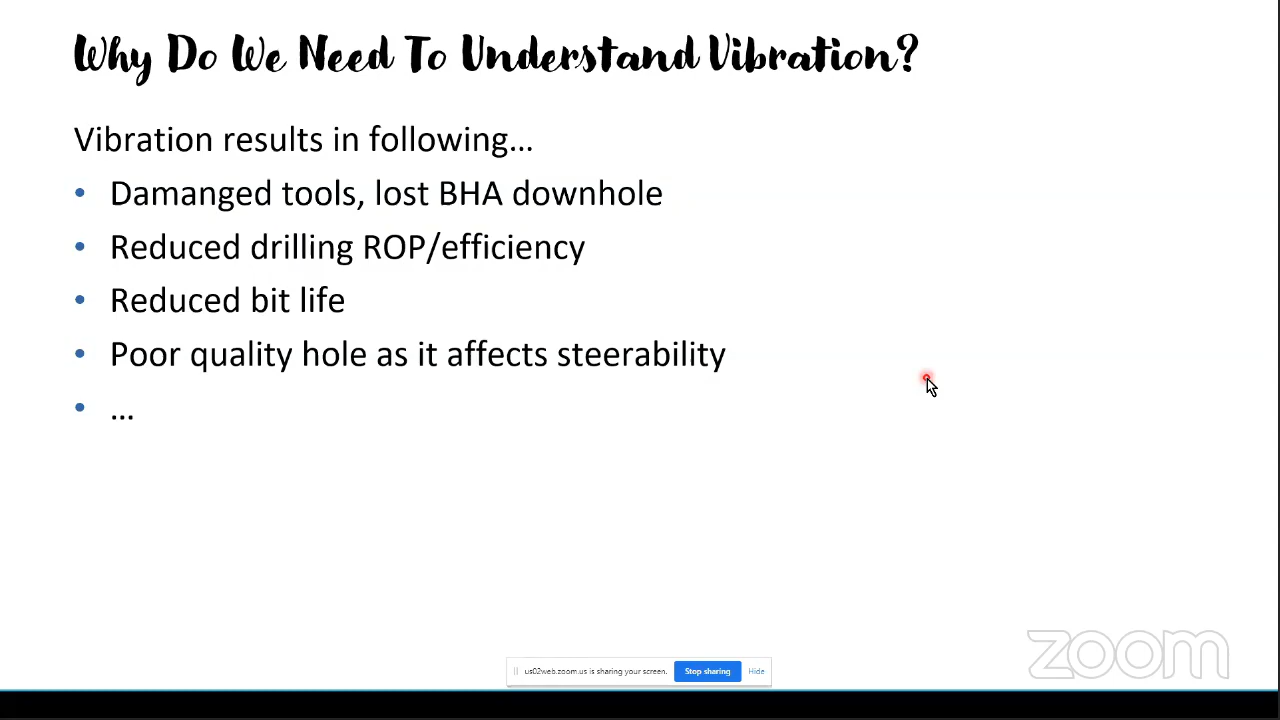 Why Do We Need To Understand Vibration?
Vibration results in following...
• Damanged tools, lost BHA downhole
• Reduced drilling ROP/efficiency
• Reduced bit life
• Poor quality hole as it affects steerability
• ...
zoom
us02web.zoom.us is sharing your screen. Stop sharing Hide